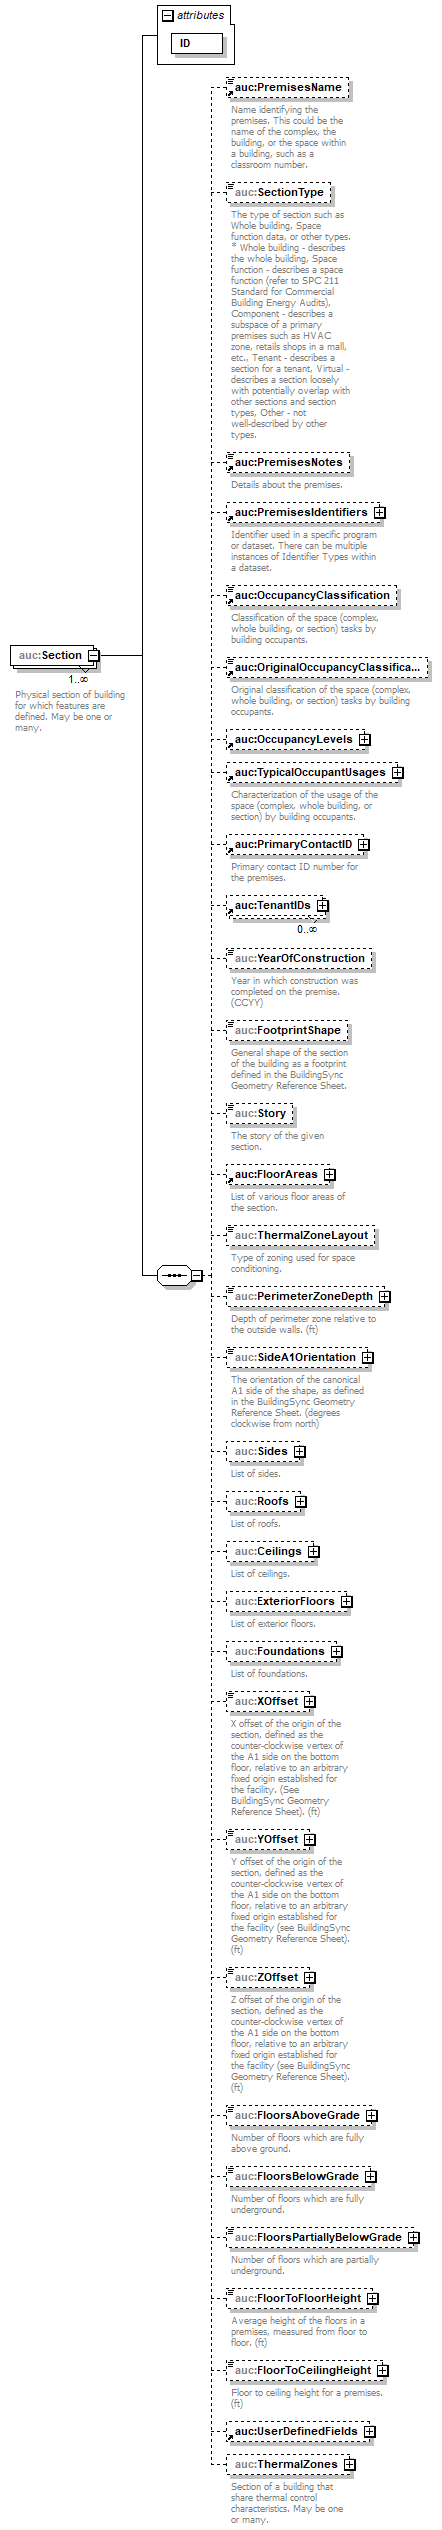 attributes
ID
auc:PremisesName
Name identifying the
premises. This could be the
name of the complex, the
building, or the space within
a building, such as a
classroom number.
auc:SectionType
The type of section such as
Whole building, Space
function data, or other types.
* Whole building - describes
the whole building, Space
function - describes a space
function (refer to SPC 211
Standard for Commercial
Building Energy Audits),
Component - describes a
subspace of a primary
premises such as HVAC
zone, retails shops in a mall,
etc., Tenant - describes a
section for a tenant, Virtual -
describes a section loosely
with potentially overlap with
other sections and section
types, Other - not
well-described by other
types.
auc:PremisesNotes
Details about the premises.
auc:PremisesIdentifiers
Identifier used in a specific program
or dataset. There can be multiple
instances of Identifier Types within
a dataset.
auc:OccupancyClassification
Classification of the space (complex,
whole building, or section) tasks by
building occupants.
auc:Section
1..∞
Physical section of building
for which features are
defined. May be one or
many.
auc:OriginalOccupancyClassifica...
Original classification of the space (complex,
whole building, or section) tasks by building
occupants.
auc:OccupancyLevels
auc:TypicalOccupantUsages
Characterization of the usage of the
space (complex, whole building, or
section) by building occupants.
auc:PrimaryContactID
Primary contact ID number for
the premises.
auc:TenantIDs
0..∞
auc:YearOfConstruction
Year in which construction was
completed on the premise.
(CCYY)
auc:FootprintShape
General shape of the section
of the building as a footprint
defined in the BuildingSync
Geometry Reference Sheet.
auc:Story
The story of the given
section.
auc:FloorAreas
List of various floor areas of
the section.
auc:ThermalZoneLayout
Type of zoning used for space
conditioning.
auc:PerimeterZoneDepth
Depth of perimeter zone relative to
the outside walls. (ft)
auc:SideA1Orientation
The orientation of the canonical
A1 side of the shape, as defined
in the BuildingSync Geometry
Reference Sheet. (degrees
clockwise from north)
auc:Sides
List of sides.
auc:Roofs
List of roofs.
auc:Ceilings
List of ceilings.
auc:ExteriorFloors
List of exterior floors.
auc:Foundations
List of foundations.
auc:XOffset
X offset of the origin of the
section, defined as the
counter-clockwise vertex of
the A1 side on the bottom
floor, relative to an arbitrary
fixed origin established for
the facility. (See
BuildingSync Geometry
Reference Sheet). (ft)
auc:YOffset
Y offset of the origin of the
section, defined as the
counter-clockwise vertex of
the A1 side on the bottom
floor, relative to an arbitrary
fixed origin established for
the facility (see BuildingSync
Geometry Reference Sheet).
(ft)
auc:ZOffset
Z offset of the origin of the
section, defined as the
counter-clockwise vertex of
the A1 side on the bottom
floor, relative to an arbitrary
fixed origin established for
the facility (see BuildingSync
Geometry Reference Sheet).
(ft)
auc:FloorsAboveGrade
Number of floors which are fully
above ground.
auc:FloorsBelowGrade
Number of floors which are fully
underground.
auc:FloorsPartiallyBelowGrade
Number of floors which are partially
underground.
auc:FloorToFloorHeight
Average height of the floors in a
premises, measured from floor to
floor. (ft)
auc:FloorToCeilingHeight
Floor to ceiling height for a premises.
(ft)
auc:UserDefinedFields
auc:ThermalZones
Section of a building that
share thermal control
characteristics. May be one
or many.